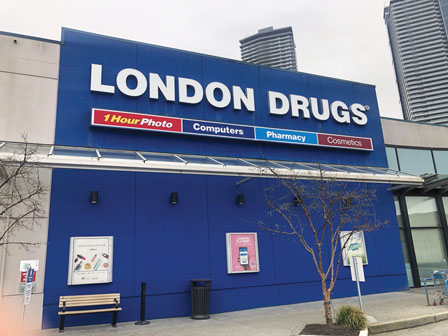 LONDON DRUGS
1 Hour Photo Computers Pharmacy Cosmetics